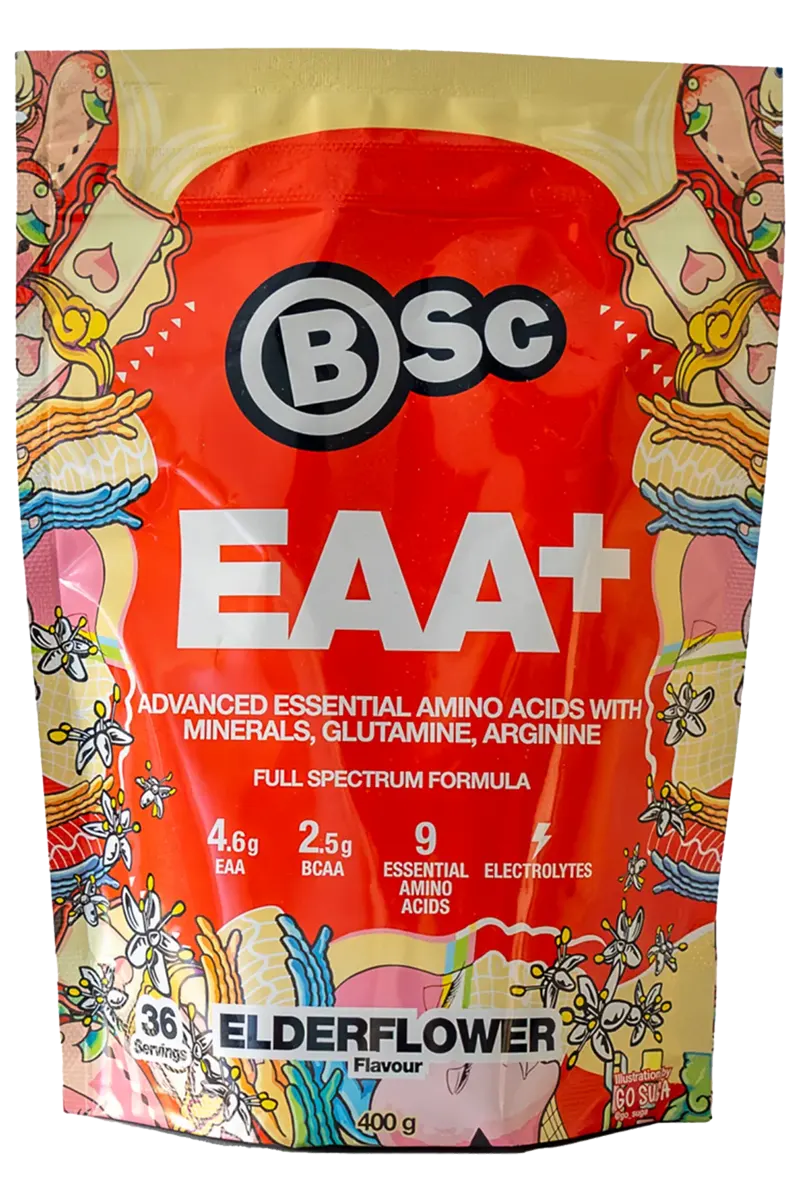 BSc
EAA+
ADVANCED ESSENTIAL AMINO ACIDS WITH
MINERALS, GLUTAMINE, ARGININE
FULL SPECTRUM FORMULA
4.6g
EAA
2.5g
BCAA
9
ESSENTIAL
AMINO
ACIDS
ELECTROLYTES
36
Servings
ELDERFLOWER
Flavour
400 g
Illustration by
GO SUGA
@go_suga